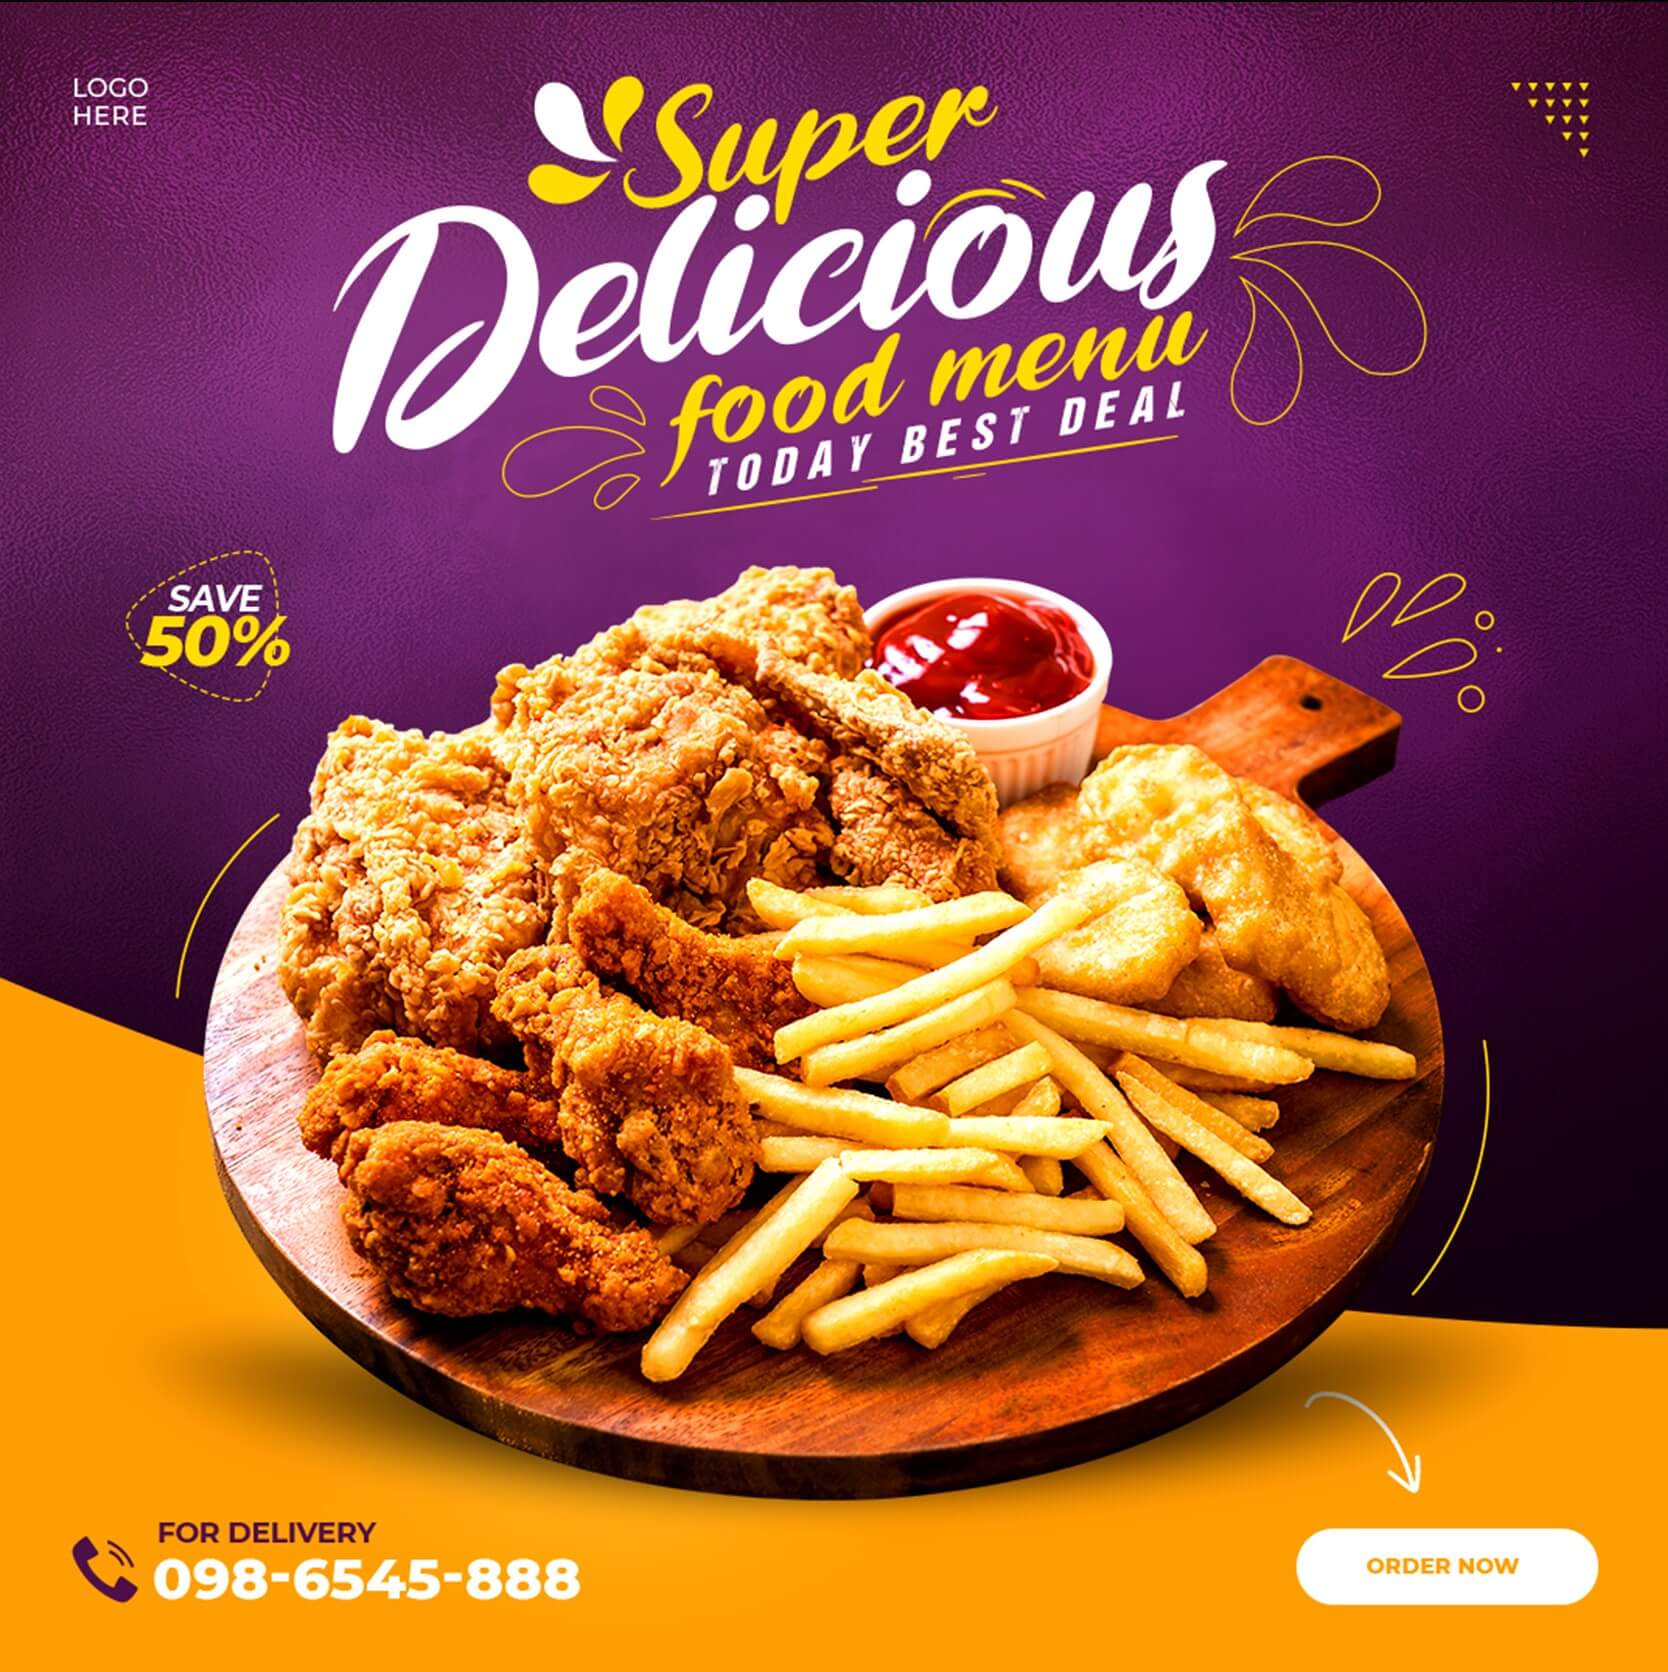 LOGO
HERE
Super
Delicious
food menu
TODAY BEST DEAL
SAVE
50%
FOR DELIVERY
098-6545-888
ORDER NOW